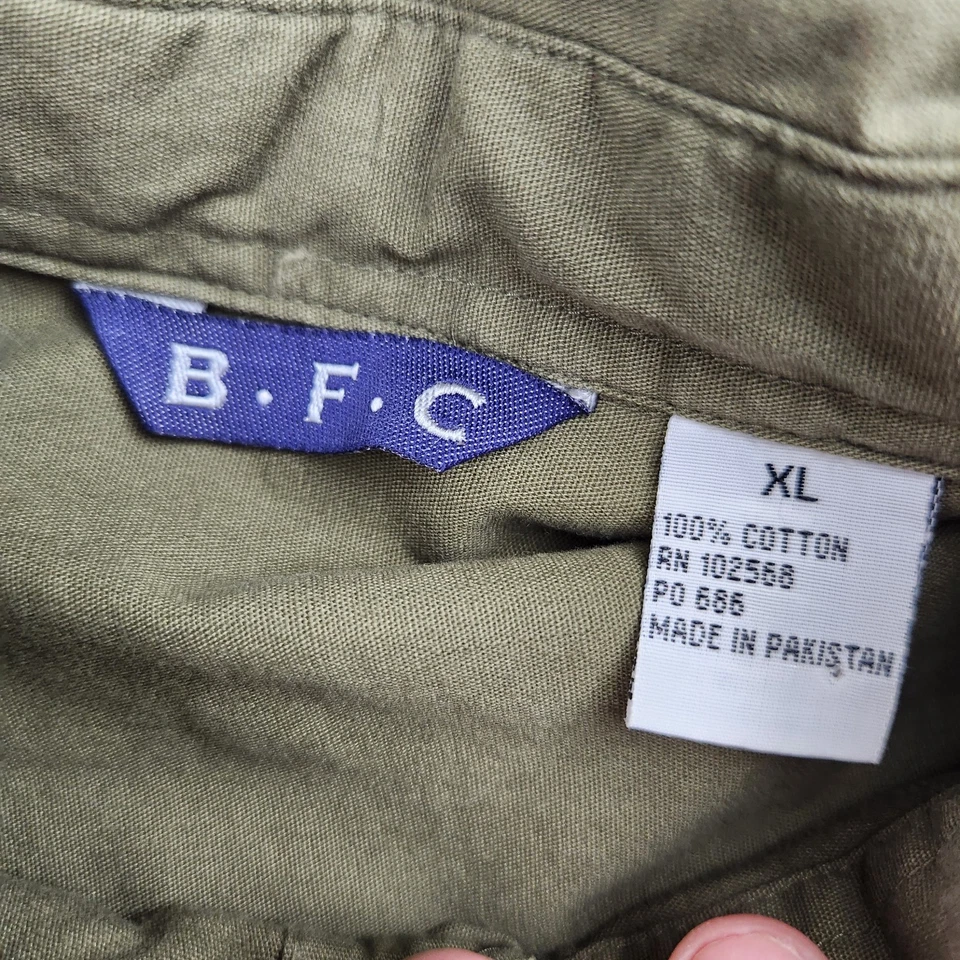 B·F·C
XL
100% COTTON
RN 102568
PO 686
MADE IN PAKISTAN